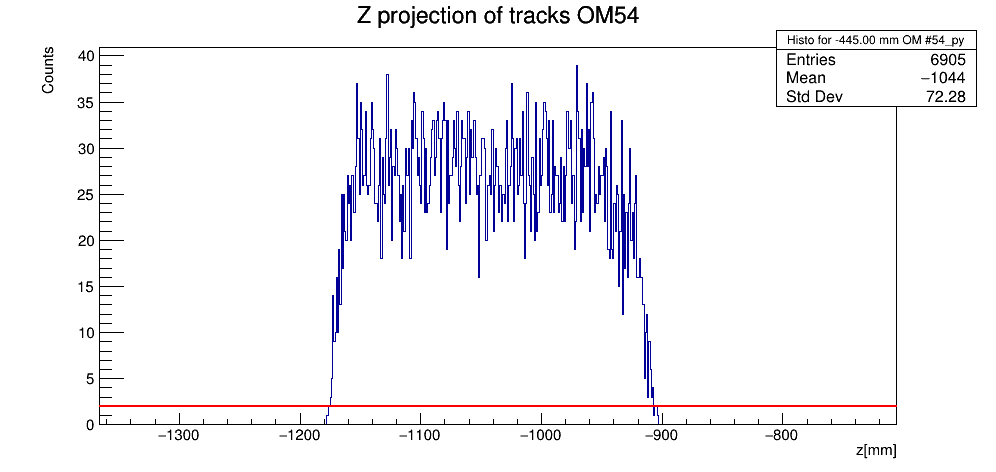 Z projection of tracks OM54
Histo for -445.00 mm OM #54_py
Entries 6905
Mean −1044
Std Dev 72.28
Counts
40
35
30
25
20
15
10
5
0
−1300 −1200 −1100 −1000 −900 −800
z[mm]